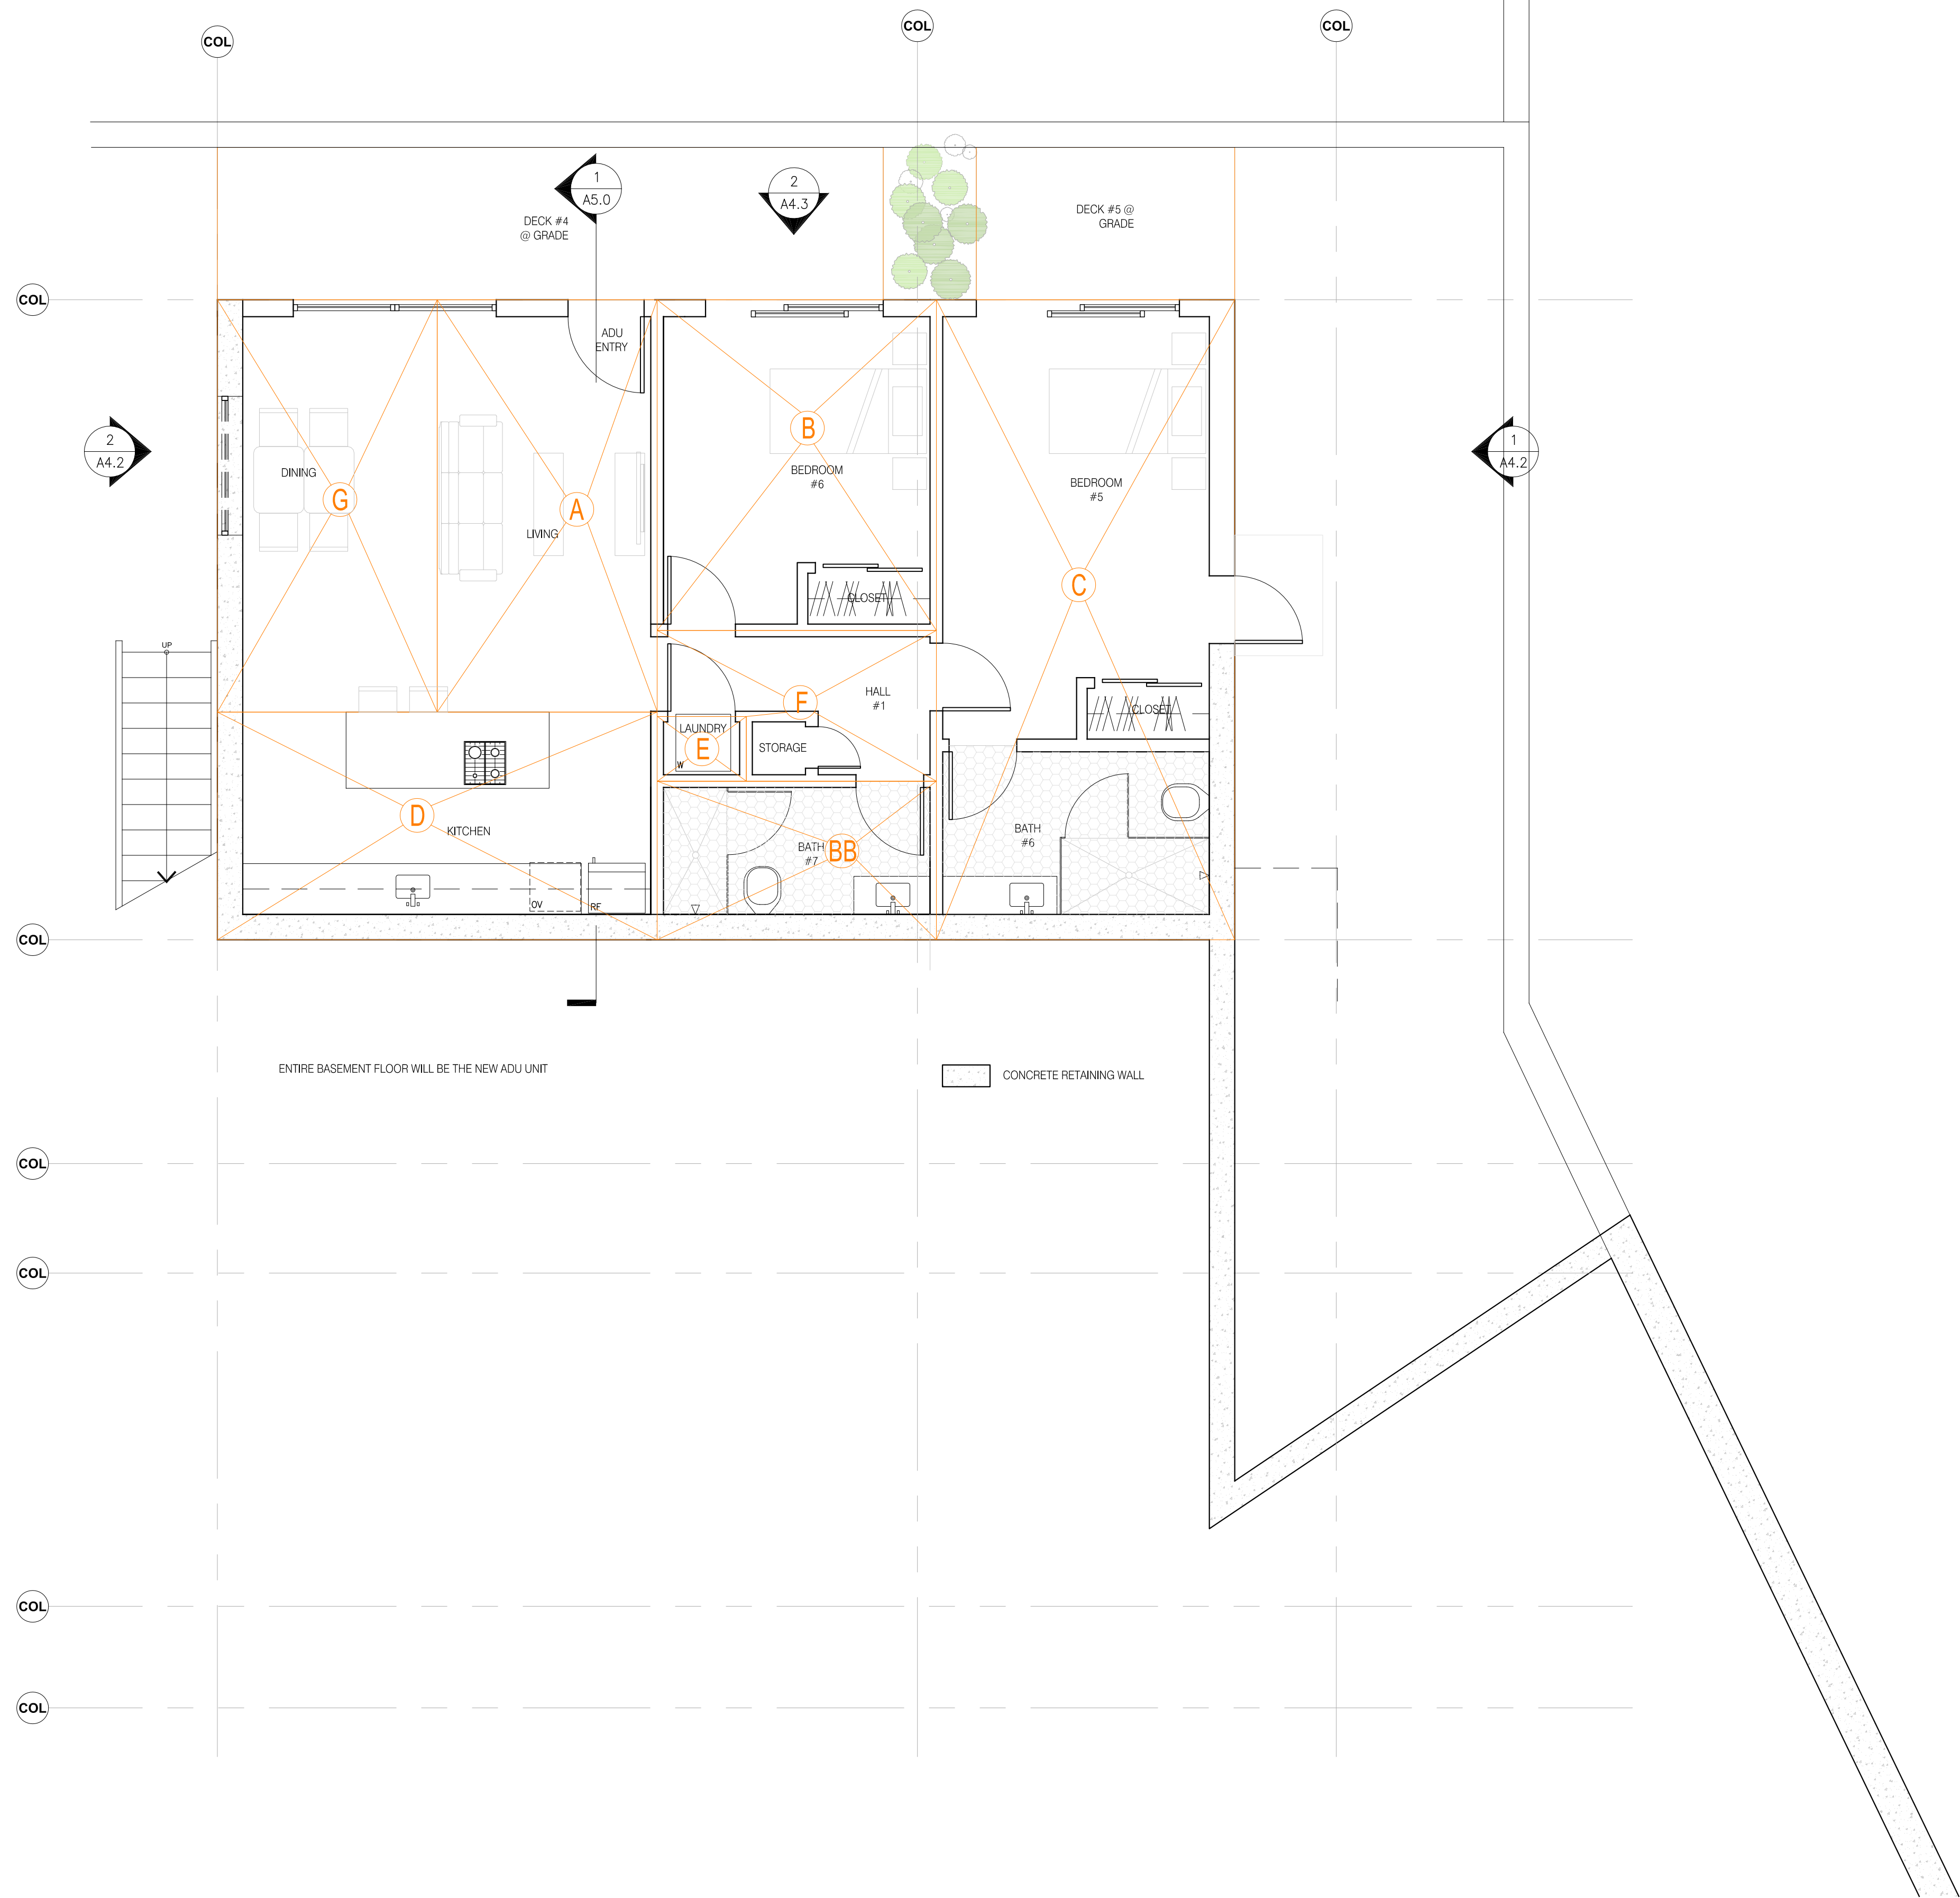 COL
COL
COL
1
A5.0
2
A4.3
DECK #4
@ GRADE
DECK #5 @
GRADE
COL
ADU
ENTRY
2
A4.2
1
A4.2
B
BEDROOM
#6
DINING
G
A
LIVING
BEDROOM
#5
C
CLOSET
UP
F
HALL
#1
CLOSET
LAUNDRY
E
W
STORAGE
D
KITCHEN
BATH
#7
BB
BATH
#6
OV
RF
COL
ENTIRE BASEMENT FLOOR WILL BE THE NEW ADU UNIT
CONCRETE RETAINING WALL
COL
COL
COL
COL